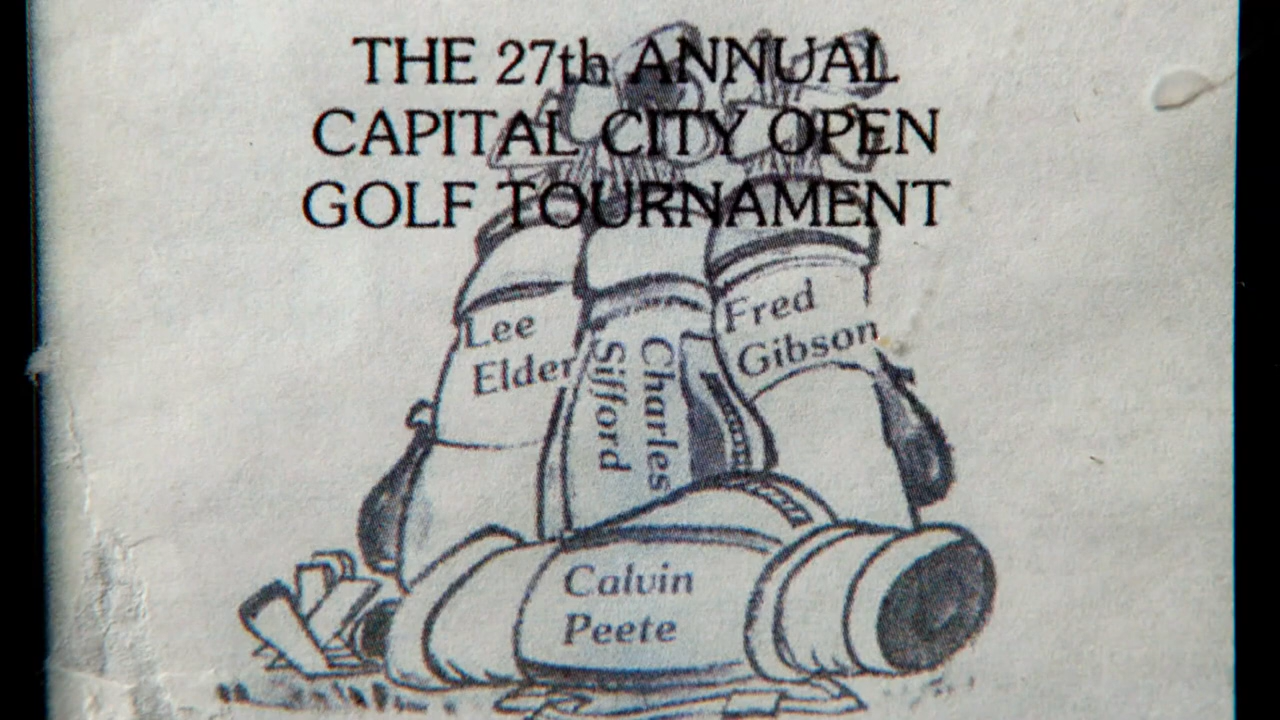 THE 27th ANNUAL
CAPITAL CITY OPEN
GOLF TOURNAMENT
Lee
Elder
Charles
Sifford
Fred
Gibson
Calvin
Peete